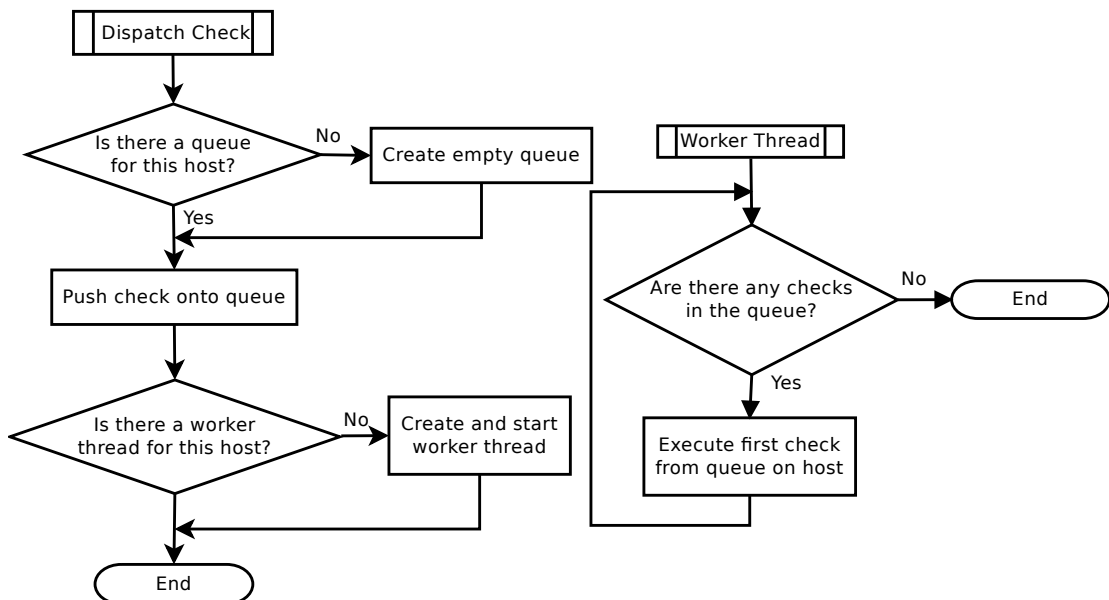 Dispatch Check
Is there a queue
for this host?
No
Create empty queue
Yes
Push check onto queue
Is there a worker
thread for this host?
No
Create and start
worker thread
End
Worker Thread
Are there any checks
in the queue?
No
End
Yes
Execute first check
from queue on host